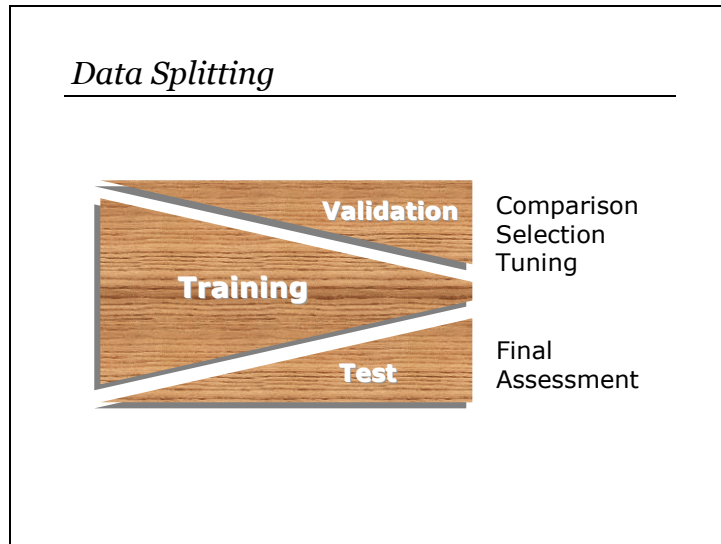 Data Splitting
Validation
Comparison
Selection
Tuning
Training
Final
Assessment
Test